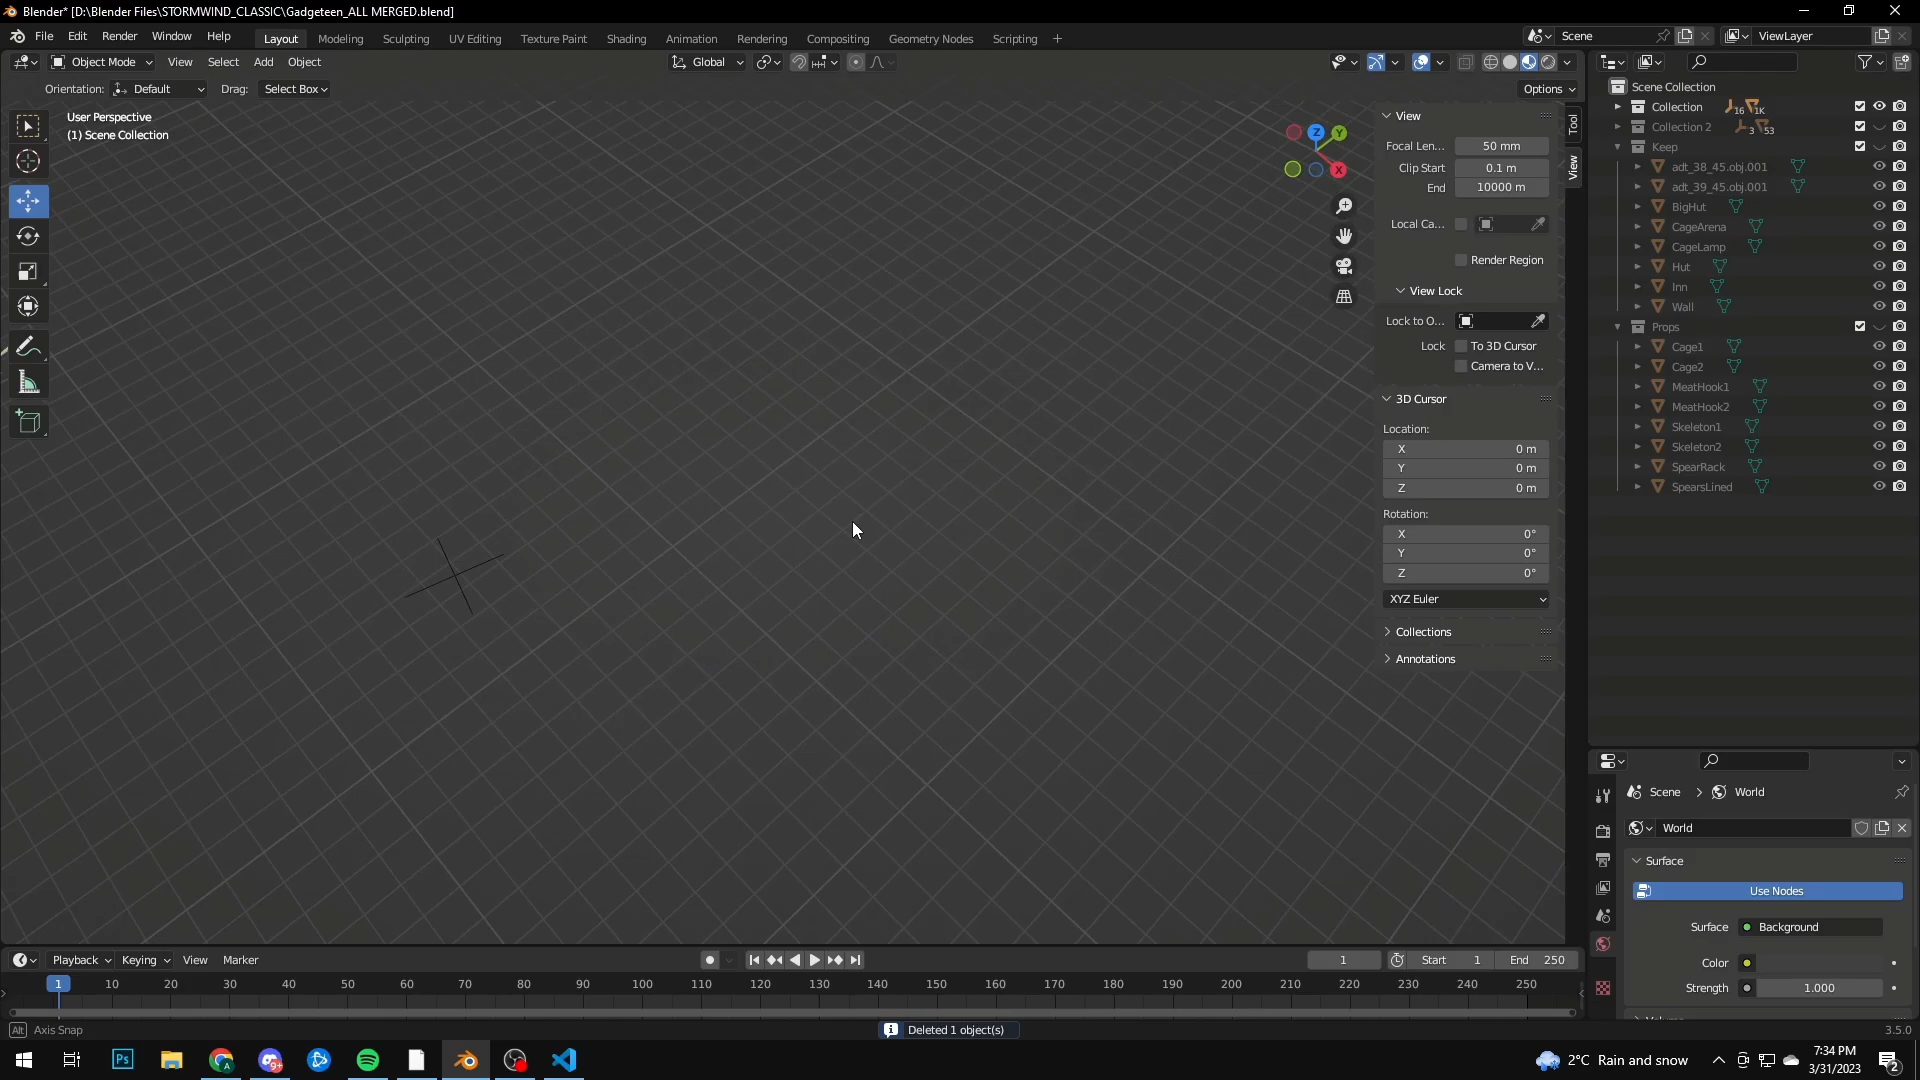 Blender* [D:\Blender Files\STORMWIND_CLASSIC\Gadgeteen_ALL MERGED.blend]
File Edit Render Window Help Layout Modeling Sculpting UV Editing Texture Paint Shading Animation Rendering Compositing Geometry Nodes Scripting Scene ViewLayer
Object Mode View Select Add Object Global
Orientation: Default Drag: Select Box Options
User Perspective
(1) Scene Collection
View
Focal Len... 50 mm
Clip Start 0.1 m
End 10000 m
Local Ca...
Render Region
View Lock
Lock to O...
Lock To 3D Cursor
Camera to V...
3D Cursor
Location:
X 0 m
Y 0 m
Z 0 m
Rotation:
X 0°
Y 0°
Z 0°
XYZ Euler
Collections
Annotations
Tool
View
Z Y
X
Scene Collection
Collection 16 1K
Collection 2 3 53
Keep
adt_38_45.obj.001
adt_39_45.obj.001
BigHut
CageArena
CageLamp
Hut
Inn
Wall
Props
Cage1
Cage2
MeatHook1
MeatHook2
Skeleton1
Skeleton2
SpearRack
SpearsLined
Scene World
World
Surface
Use Nodes
Surface Background
Color
Strength 1.000
Playback Keying View Marker 1 Start 1 End 250
1 10 20 30 40 50 60 70 80 90 100 110 120 130 140 150 160 170 180 190 200 210 220 230 240 250
Alt Axis Snap Deleted 1 object(s) 3.5.0
Ps A 9+ 2°C Rain and snow 7:34 PM
3/31/2023 2